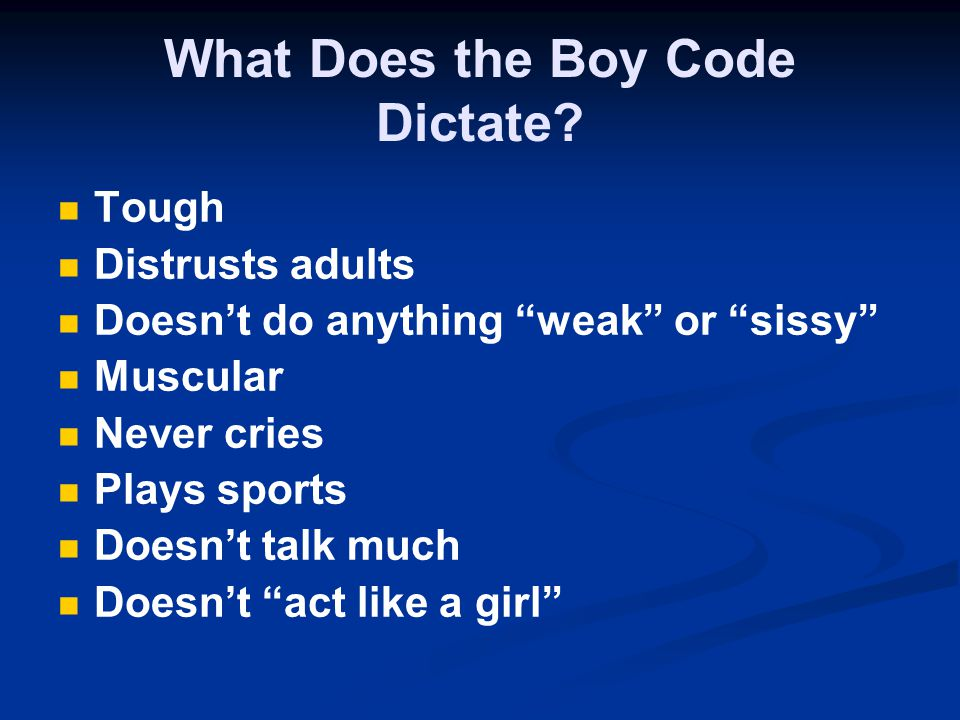 What Does the Boy Code
Dictate?
Tough
Distrusts adults
Doesn’t do anything “weak” or “sissy”
Muscular
Never cries
Plays sports
Doesn’t talk much
Doesn’t “act like a girl”